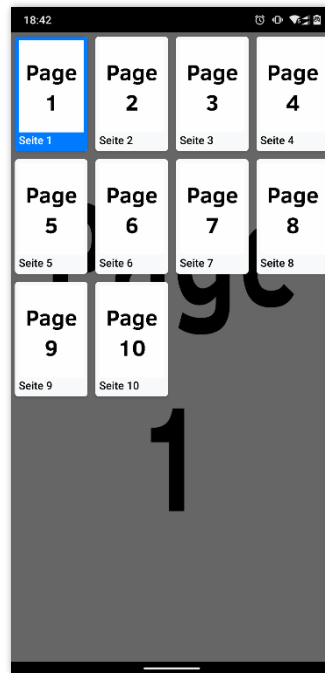 18:42
Page 1
Page 2
Page 3
Page 4
Seite 1
Seite 2
Seite 3
Seite 4
Page 5
Page 6
Page 7
Page 8
Seite 5
Seite 6
Seite 7
Seite 8
Page 9
Page 10
Seite 9
Seite 10
Page
1